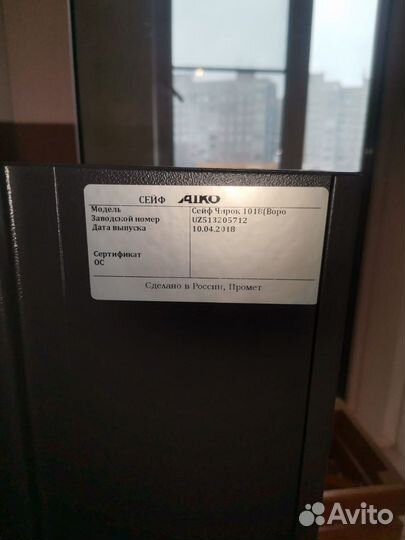 СЕЙФ AIKO
Модель Сейф Чирок 1018(Воро
Заводской номер UZ513205712
Дата выпуска 10.04.2018
Сертификат
ОС
Сделано в России, Промет
Avito